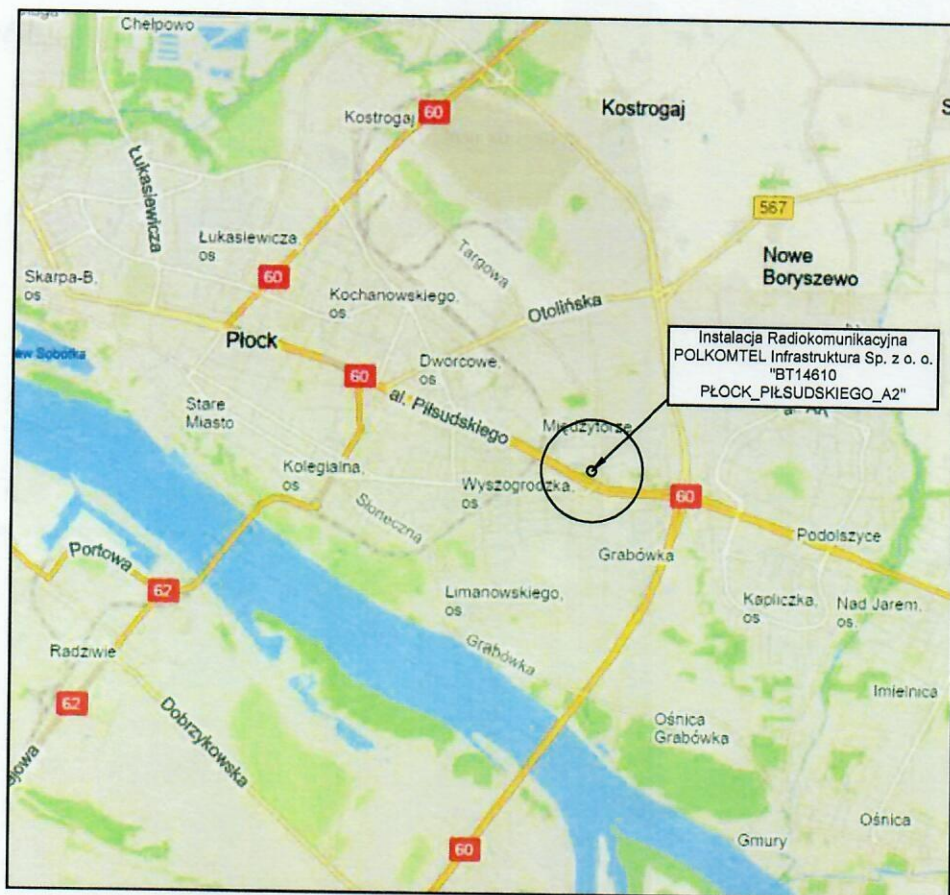 Chełpowo
Kostrogaj
60
Kostrogaj
Łukasiewicza
567
Łukasiewicza,
os.
Targowa
Nowe
Boryszewo
Skarpa-B.
os.
60
Kochanowskiego,
os.
Otolińska
Płock
Instalacja Radiokomunikacyjna
POLKOMTEL Infrastruktura Sp. z o. o.
"BT14610
PŁOCK_PIŁSUDSKIEGO_A2"
Sobótka
Dworcowe,
os.
60
al. Piłsudskiego
Stare
Miasto
Międzytorze
Kolegialna,
os.
Wyszogrodzka,
os.
60
Słoneczna
Podolszyce
Portowa
Grabówka
62
Limanowskiego,
os.
Kapliczka,
os.
Nad Jarem,
os.
Radziwie
Grabówka
Imielnica
62
Dobrzykowska
Ośnica
Grabówka
Ośnica
Gmury
60